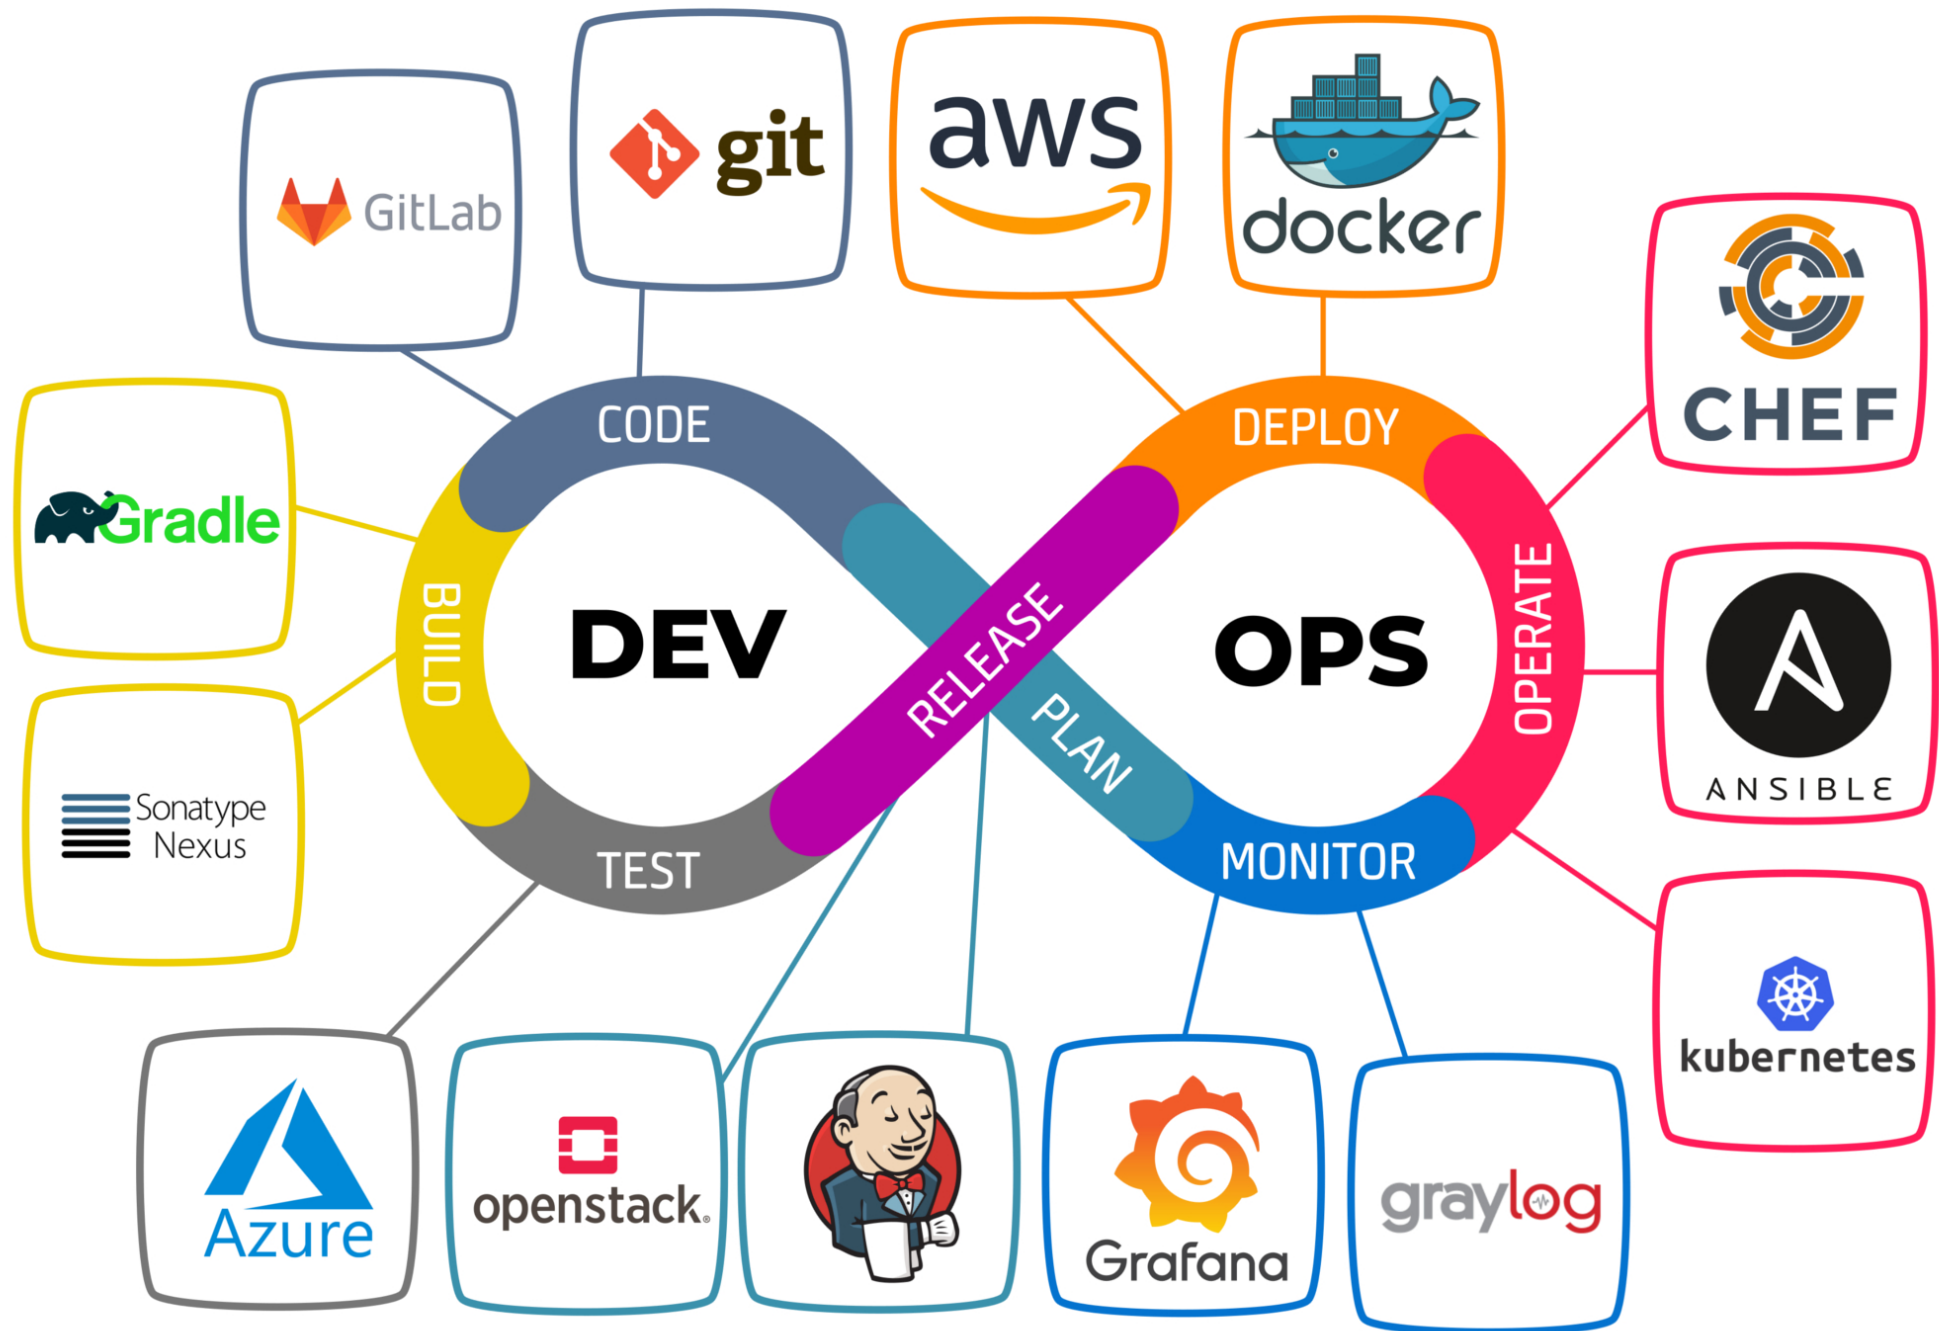 GitLab
git
aws
docker
CHEF
CODE
DEPLOY
Gradle
BUILD
DEV
RELEASE
PLAN
OPS
OPERATE
ANSIBLE
Sonatype
Nexus
TEST
MONITOR
kubernetes
Azure
openstack®
Grafana
graylog